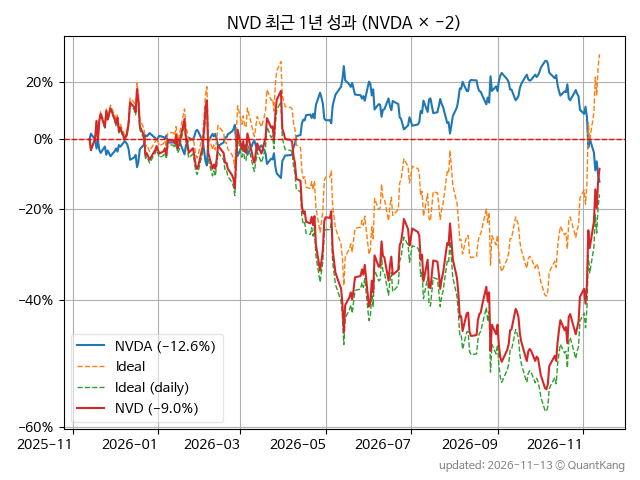 NVD 최근 1년 성과 (NVDA × −2)
20%
0%
−20%
−40%
−60%
NVDA (−12.6%)
Ideal
Ideal (daily)
NVD (−9.0%)
2025−11 2026−01 2026−03 2026−05 2026−07 2026−09 2026−11
updated: 2026−11−13 ⓒ QuantKang